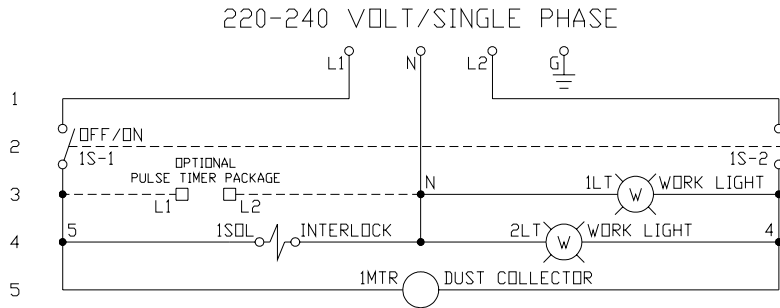 220-240 VOLT/SINGLE PHASE
L1 N L2 G
1
OFF/ON
2
1S-1 1S-2
OPTIONAL
PULSE TIMER PACKAGE N 1LT W WORK LIGHT
3
L1 L2
5 1SOL INTERLOCK 2LT W WORK LIGHT 4
4
1MTR DUST COLLECTOR
5